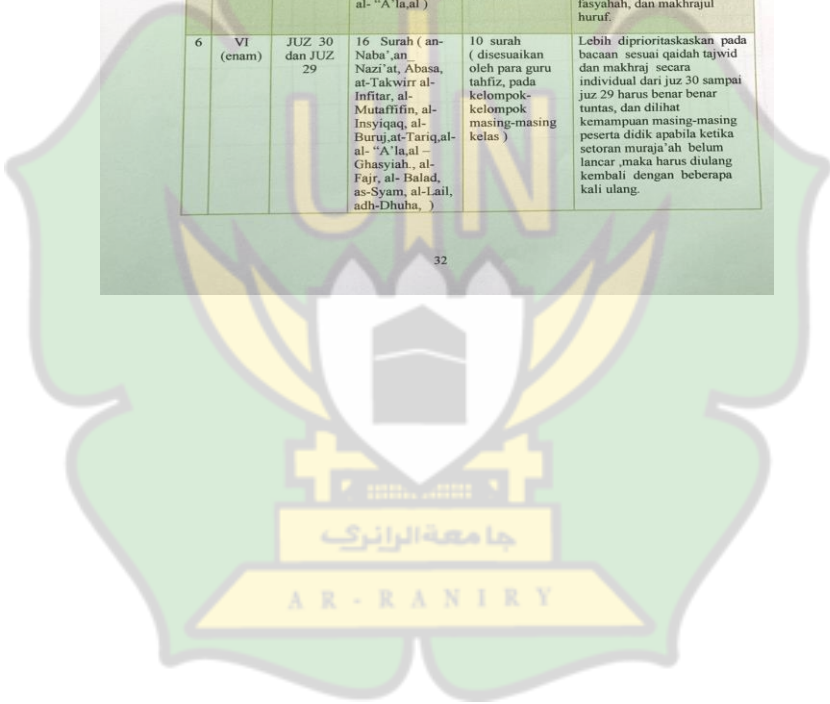 al- “A’la,al )
fasyahah, dan makhrajul
huruf.
6 VI (enam)
JUZ 30
dan JUZ
29
16 Surah ( an-
Naba’,an_
Nazi’at, Abasa,
at-Takwirr al-
Infitar, al-
Mutaffifin, al-
Insyiqaq, al-
Buruj,at-Tariq,al-
al- “A’la,al –
Ghasyiah., al-
Fajr, al- Balad,
as-Syam, al-Lail,
adh-Dhuha, )
10 surah
( disesuaikan
oleh para guru
tahfiz, pada
kelompok-
kelompok
masing-masing
kelas )
Lebih diprioritaskaskan pada
bacaan sesuai qaidah tajwid
dan makhraj secara
individual dari juz 30 sampai
juz 29 harus benar benar
tuntas, dan dilihat
kemampuan masing-masing
peserta didik apabila ketika
setoran muraja’ah belum
lancar ,maka harus diulang
kembali dengan beberapa
kali ulang.
32
UIN
جامعة الرانري
AR-RANIRY